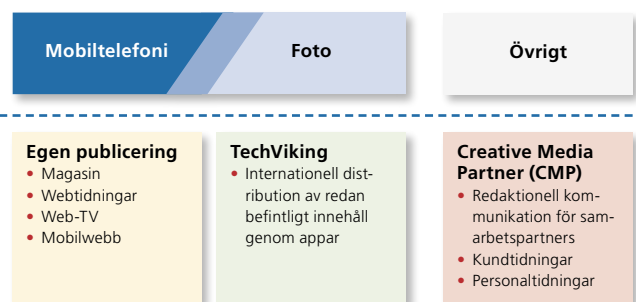 Mobiltelefoni
Foto
Övrigt
Egen publicering
• Magasin
• Webtidningar
• Web-TV
• Mobilwebb
TechViking
• Internationell dist-
ribution av redan
befintligt innehåll
genom appar
Creative Media
Partner (CMP)
• Redaktionell kom-
munikation för sam-
arbetspartners
• Kundtidningar
• Personaltidningar